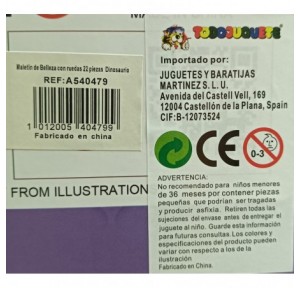 Maletín de Belleza con ruedas 22 piezas Dinosaurio
REF:A540479
1 012005 404799
Fabricado en china
FROM ILLUSTRATION
TODOJUGUETE
Importado por:
JUGUETES Y BARATIJAS
MARTINEZ S. L. U.
Avenida del Castell Vell, 169
12004 Castellón de la Plana, Spain
CIF:B-12073524
CE
0-3
ADVERTENCIA:
No recomendado para niños menores
de 36 meses por contener piezas
pequeñas que podrían ser tragadas
y producir asfixia. Retiren todas las
sujeciones del envase antes de entregar el
juguete al niño. Guarde esta información
para futuras consultas. Los colores y
especificaciones del producto pueden
variar en relación con la ilustración
Fabricado en China.